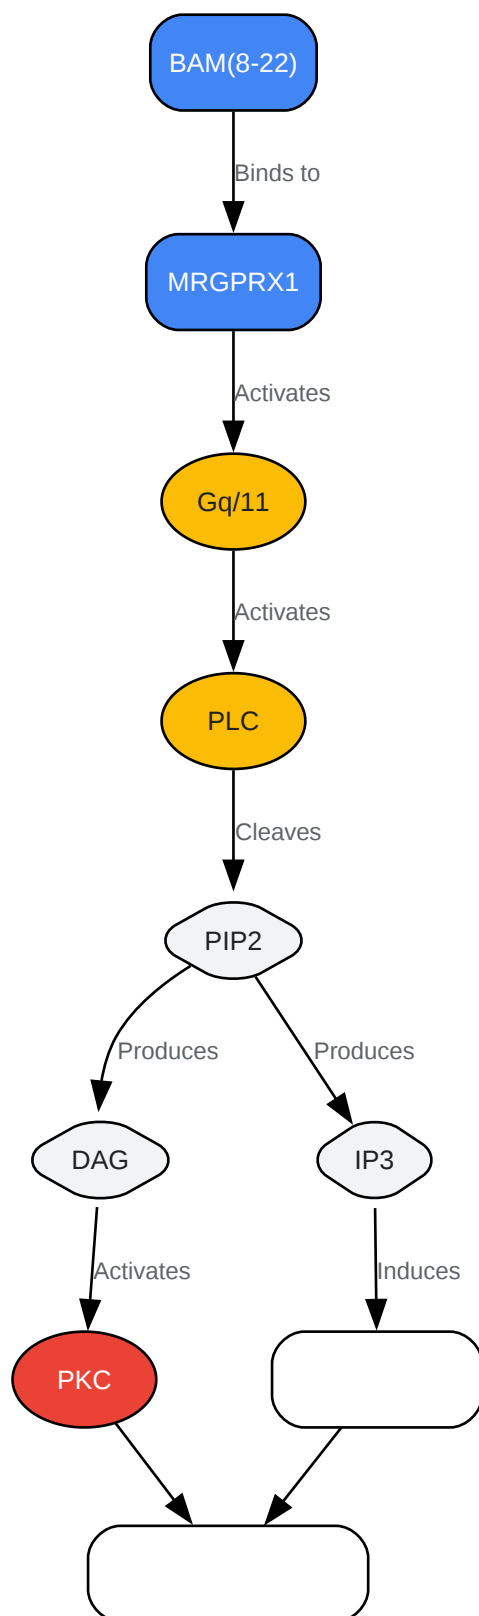 BAM(8-22)
Binds to
MRGPRX1
Activates
Gq/11
Activates
PLC
Cleaves
PIP2
Produces
Produces
DAG
IP3
Activates
Induces
PKC